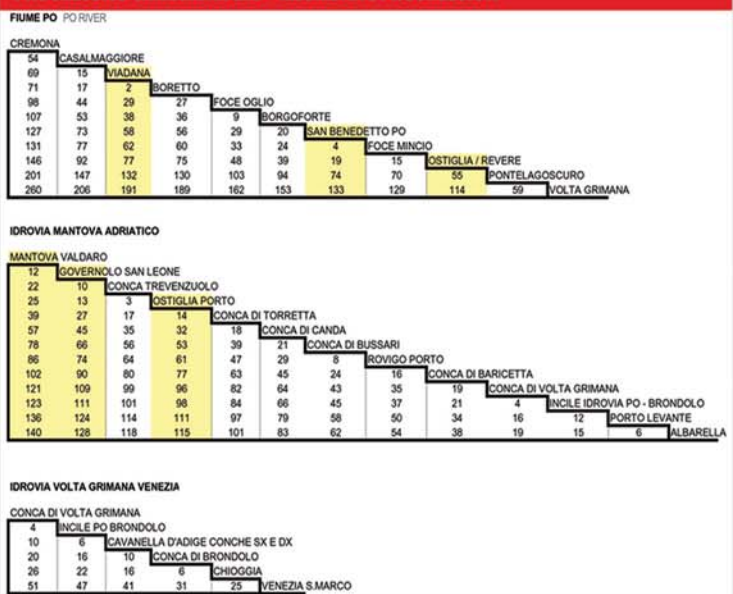 FIUME PO PO RIVER
CREMONA
54 CASALMAGGIORE
69 15 VIADANA
71 17 2 BORETTO
98 44 29 27 FOCE OGLIO
107 53 38 36 9 BORGOFORTE
127 73 58 56 29 20 SAN BENEDETTO PO
131 77 62 60 33 24 4 FOCE MINCIO
146 92 77 75 48 39 19 15 OSTIGLIA / REVERE
201 147 132 130 103 94 74 70 55 PONTELAGOSCURO
260 206 191 189 162 153 133 129 114 59 VOLTA GRIMANA
IDROVIA MANTOVA ADRIATICO
MANTOVA VALDARO
12 GOVERNOLO SAN LEONE
22 10 CONCA TREVENZUOLO
25 13 3 OSTIGLIA PORTO
39 27 17 14 CONCA DI TORRETTA
57 45 35 32 18 CONCA DI CANDA
78 66 56 53 39 21 CONCA DI BUSSARI
86 74 64 61 47 29 8 ROVIGO PORTO
102 90 80 77 63 45 24 16 CONCA DI BARICETTA
121 109 99 96 82 64 43 35 19 CONCA DI VOLTA GRIMANA
123 111 101 98 84 66 45 37 21 4 INCILE IDROVIA PO - BRONDOLO
136 124 114 111 97 79 58 50 34 16 12 PORTO LEVANTE
140 128 118 115 101 83 62 54 38 19 15 6 ALBARELLA
IDROVIA VOLTA GRIMANA VENEZIA
CONCA DI VOLTA GRIMANA
4 INCILE PO BRONDOLO
10 6 CAVANELLA D'ADIGE CONCHE SX E DX
20 16 10 CONCA DI BRONDOLO
26 22 16 6 CHIOGGIA
51 47 41 31 25 VENEZIA S.MARCO